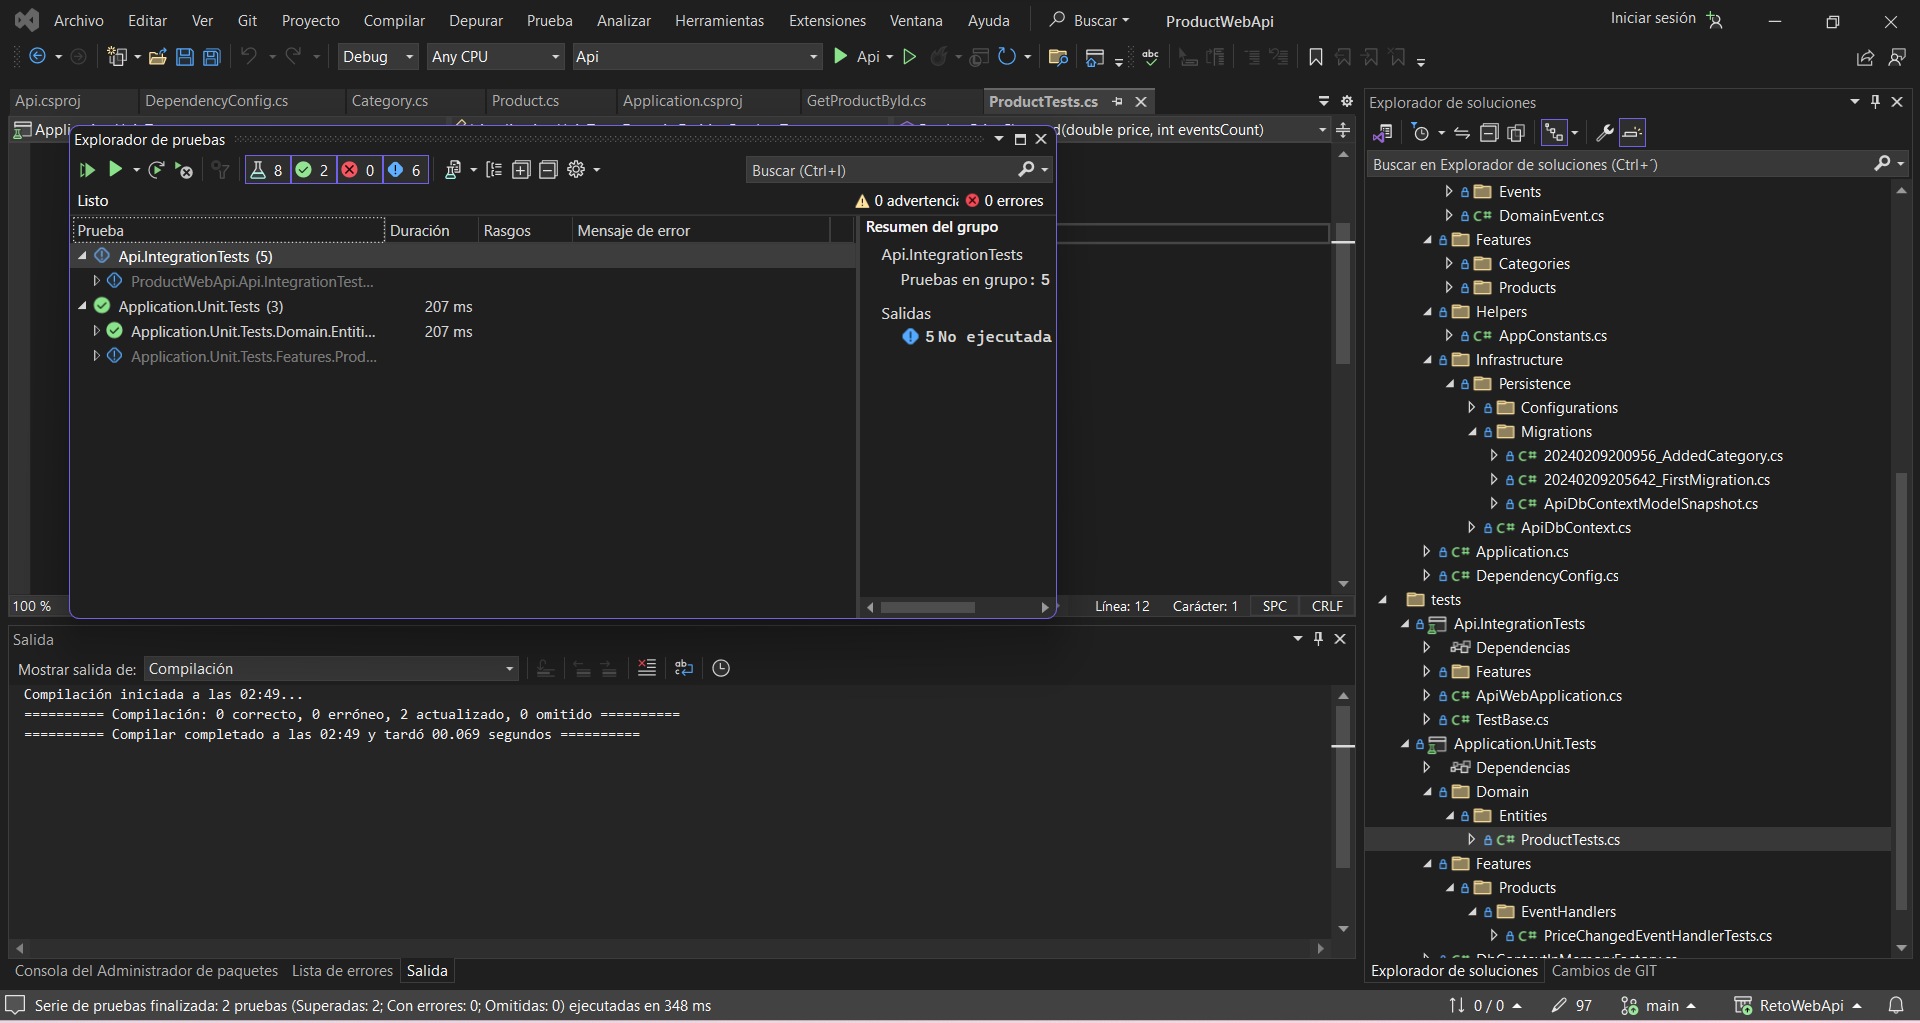 Archivo Editar Ver Git Proyecto Compilar Depurar Prueba Analizar Herramientas Extensiones Ventana Ayuda Buscar ProductWebApi Iniciar sesión
Debug Any CPU Api Api
Api.csproj DependencyConfig.cs Category.cs Product.cs Application.csproj GetProductById.cs ProductTests.cs
d(double price, int eventsCount)
Explorador de pruebas
8 2 0 6 Buscar (Ctrl+I)
Listo 0 advertencia 0 errores
Prueba Duración Rasgos Mensaje de error
Api.IntegrationTests (5)
ProductWebApi.Api.IntegrationTest...
Application.Unit.Tests (3) 207 ms
Application.Unit.Tests.Domain.Entiti... 207 ms
Application.Unit.Tests.Features.Prod...
Resumen del grupo
Api.IntegrationTests
Pruebas en grupo: 5
Salidas
5 No ejecutada
100 % Línea: 12 Carácter: 1 SPC CRLF
Salida
Mostrar salida de: Compilación
Compilación iniciada a las 02:49...
========== Compilación: 0 correcto, 0 erróneo, 2 actualizado, 0 omitido ==========
========== Compilar completado a las 02:49 y tardó 00.069 segundos ==========
Consola del Administrador de paquetes Lista de errores Salida
Explorador de soluciones
Buscar en Explorador de soluciones (Ctrl+´)
Events
C# DomainEvent.cs
Features
Categories
Products
Helpers
C# AppConstants.cs
Infrastructure
Persistence
Configurations
Migrations
C# 20240209200956_AddedCategory.cs
C# 20240209205642_FirstMigration.cs
C# ApiDbContextModelSnapshot.cs
C# ApiDbContext.cs
C# Application.cs
C# DependencyConfig.cs
tests
Api.IntegrationTests
Dependencias
Features
C# ApiWebApplication.cs
C# TestBase.cs
Application.Unit.Tests
Dependencias
Domain
Entities
C# ProductTests.cs
Features
Products
EventHandlers
C# PriceChangedEventHandlerTests.cs
C# DbContextInMemoryFactory.cs
Explorador de soluciones Cambios de GIT
Serie de pruebas finalizada: 2 pruebas (Superadas: 2; Con errores: 0; Omitidas: 0) ejecutadas en 348 ms 0 / 0 97 main RetoWebApi